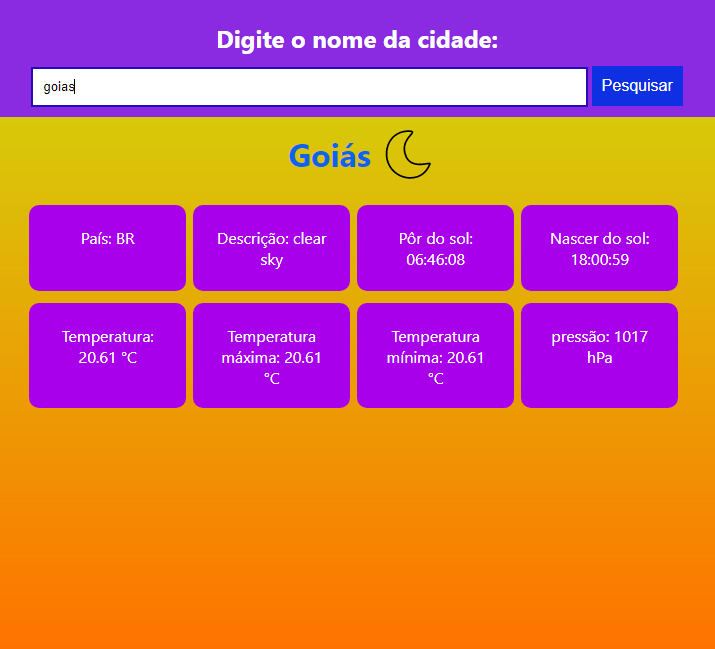 Digite o nome da cidade:
goias
Pesquisar
Goiás
País: BR
Descrição: clear
sky
Pôr do sol:
06:46:08
Nascer do sol:
18:00:59
Temperatura:
20.61 °C
Temperatura
máxima: 20.61
°C
Temperatura
mínima: 20.61
°C
pressão: 1017
hPa